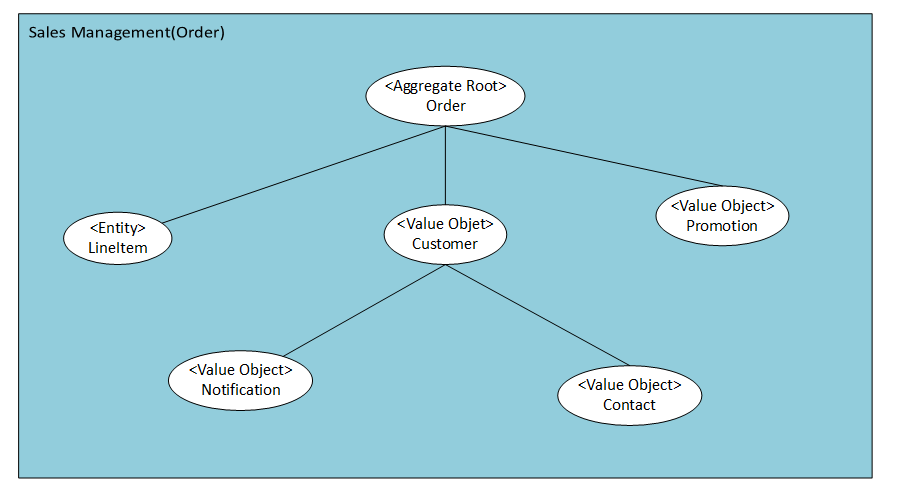 Sales Management(Order)
<Aggregate Root>
Order
<Entity>
LineItem
<Value Objet>
Customer
<Value Object>
Promotion
<Value Object>
Notification
<Value Object>
Contact